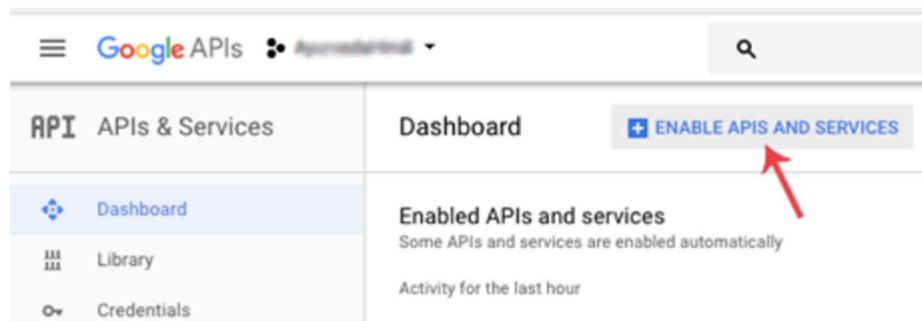 Google APIs
API APIs & Services
Dashboard
ENABLE APIS AND SERVICES
Dashboard
Library
Credentials
Enabled APIs and services
Some APIs and services are enabled automatically
Activity for the last hour